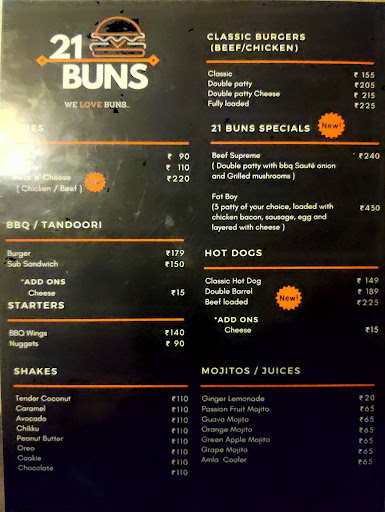 21
BUNS
WE LOVE BUNS..
₹ 90
₹ 110
Cheese ₹220
( Chicken / Beef )
BBQ / TANDOORI
Burger ₹179
Sub Sandwich ₹150
*ADD ONS
Cheese ₹15
STARTERS
BBQ Wings ₹140
Nuggets ₹ 90
SHAKES
Tender Coconut ₹110
Caramel ₹110
Avocado ₹110
Chikku ₹110
Peanut Butter ₹110
Oreo ₹110
Cookie ₹110
Chocolate ₹110
CLASSIC BURGERS
(BEEF/CHICKEN)
Classic ₹ 155
Double patty ₹205
Double patty Cheese ₹ 215
Fully loaded ₹225
21 BUNS SPECIALS New!
Beef Supreme ₹240
( Double patty with bbq Sauté onion
and Grilled mushrooms )
Fat Boy
(3 patty of your choice, loaded with ₹430
chicken bacon, sausage, egg and
layered with cheese )
HOT DOGS
Classic Hot Dog ₹ 149
Double Barrel ₹ 189
Beef loaded New! ₹225
*ADD ONS
Cheese ₹15
MOJITOS / JUICES
Ginger Lemonade ₹20
Passion Fruit Mojito ₹65
Guava Mojito ₹65
Orange Mojito ₹65
Green Apple Mojito ₹65
Grape Mojito ₹65
Amla Cooler ₹65